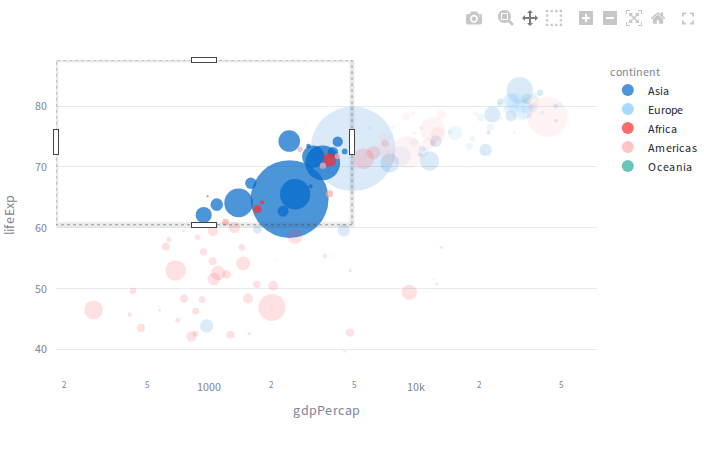 continent
Asia
Europe
Africa
Americas
Oceania
lifeExp
80
70
60
50
40
2
5
1000
2
5
10k
2
5
gdpPercap